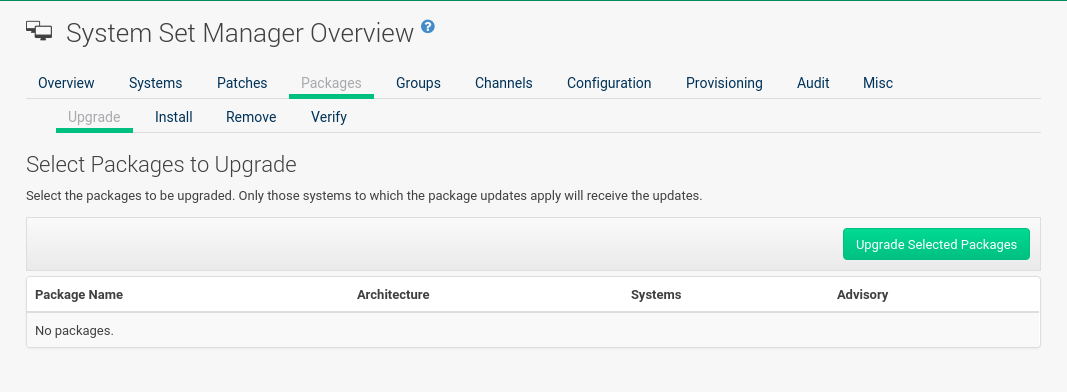 System Set Manager Overview ?
Overview Systems Patches Packages Groups Channels Configuration Provisioning Audit Misc
Upgrade Install Remove Verify
Select Packages to Upgrade
Select the packages to be upgraded. Only those systems to which the package updates apply will receive the updates.
Upgrade Selected Packages
Package Name Architecture Systems Advisory
No packages.